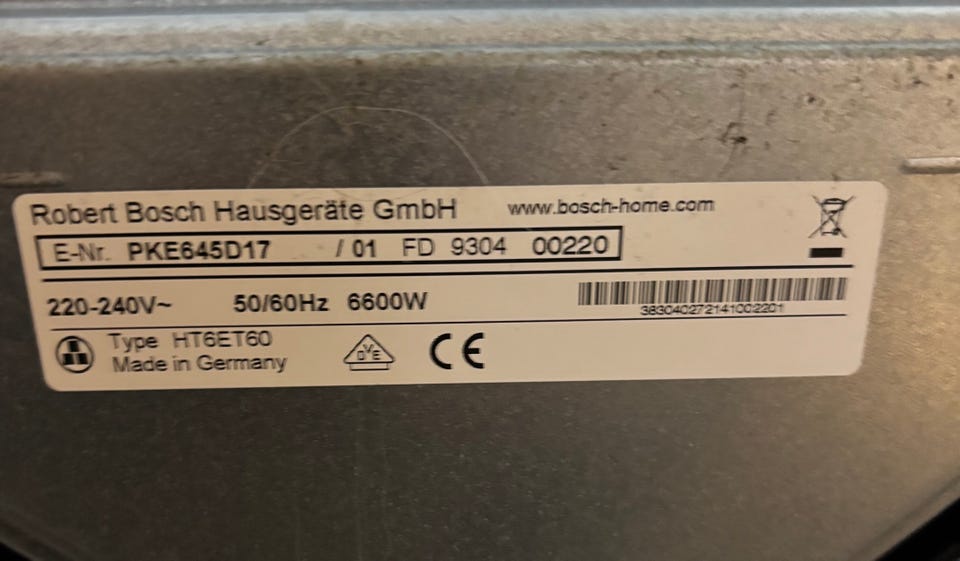 Robert Bosch Hausgeräte GmbH www.bosch-home.com
E-Nr. PKE645D17 / 01 FD 9304 00220
220-240V~ 50/60Hz 6600W
383040272141002201
Type HT6ET60
Made in Germany
DVE CE